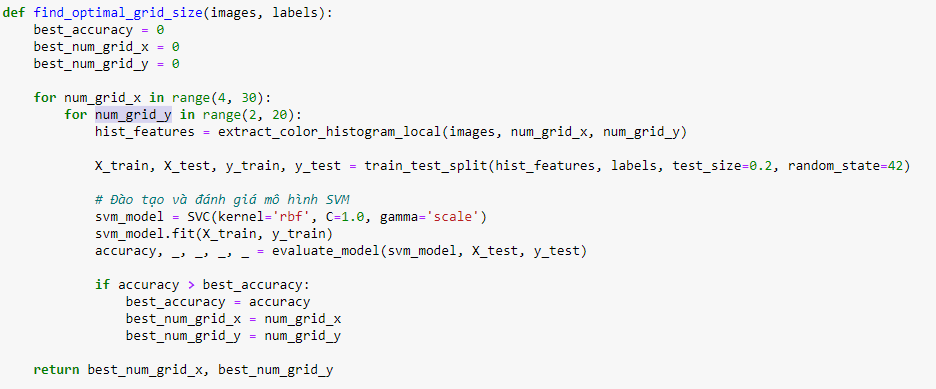 def find_optimal_grid_size(images, labels):
    best_accuracy = 0
    best_num_grid_x = 0
    best_num_grid_y = 0

    for num_grid_x in range(4, 30):
        for num_grid_y in range(2, 20):
            hist_features = extract_color_histogram_local(images, num_grid_x, num_grid_y)

            X_train, X_test, y_train, y_test = train_test_split(hist_features, labels, test_size=0.2, random_state=42)

            # Đào tạo và đánh giá mô hình SVM
            svm_model = SVC(kernel='rbf', C=1.0, gamma='scale')
            svm_model.fit(X_train, y_train)
            accuracy, _, _, _, _ = evaluate_model(svm_model, X_test, y_test)

            if accuracy > best_accuracy:
                best_accuracy = accuracy
                best_num_grid_x = num_grid_x
                best_num_grid_y = num_grid_y

    return best_num_grid_x, best_num_grid_y